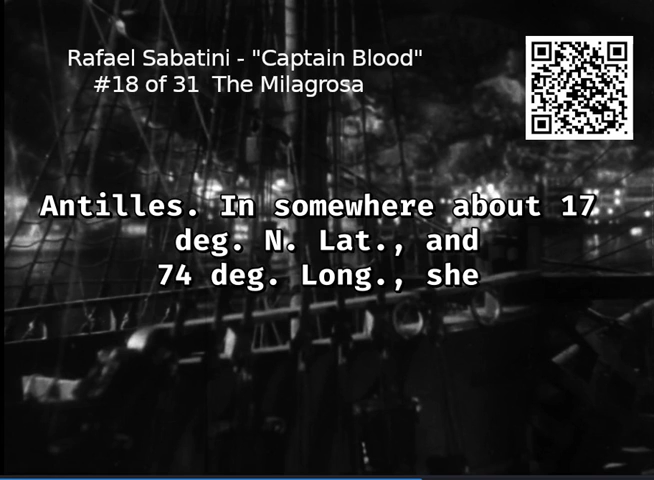 Rafael Sabatini - "Captain Blood"
#18 of 31  The Milagrosa
Antilles. In somewhere about 17
deg. N. Lat., and
74 deg. Long., she